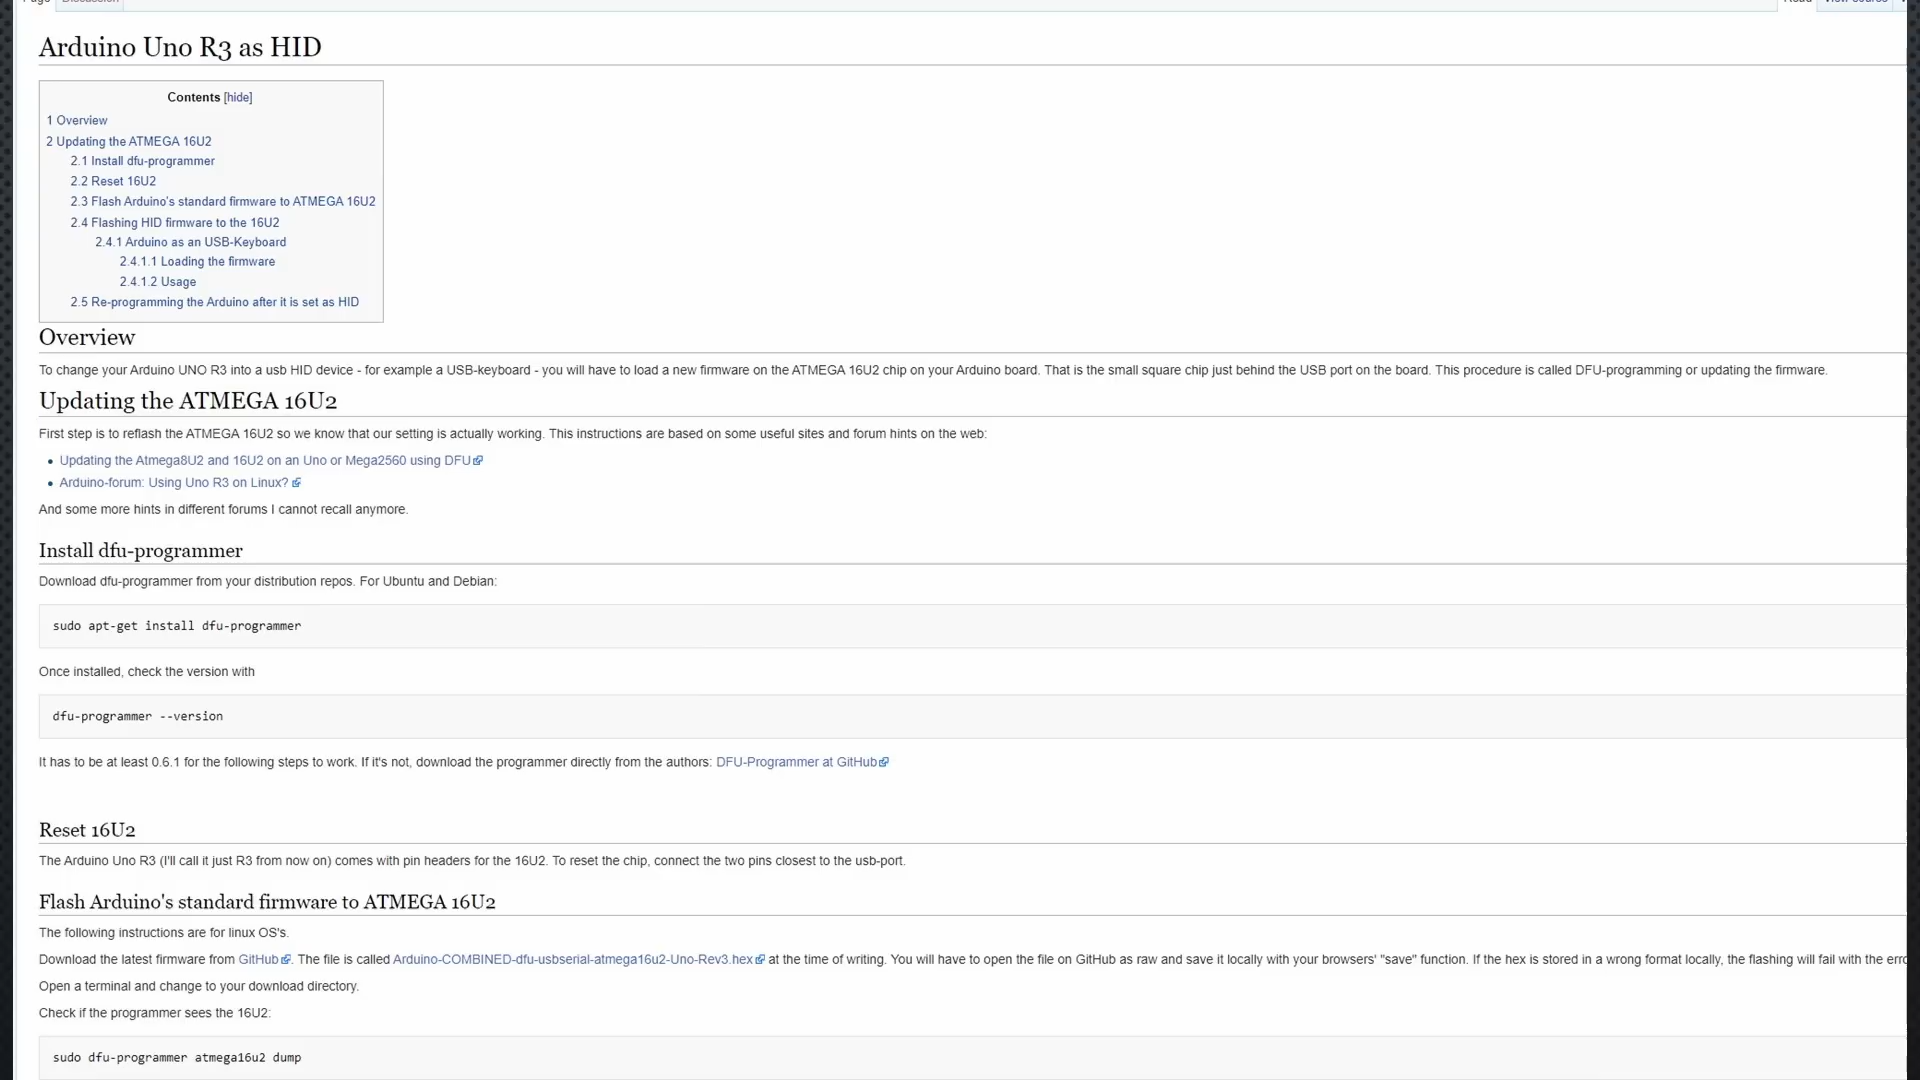 Page Discussion Read View source
Arduino Uno R3 as HID
Contents [hide]
1 Overview
2 Updating the ATMEGA 16U2
2.1 Install dfu-programmer
2.2 Reset 16U2
2.3 Flash Arduino's standard firmware to ATMEGA 16U2
2.4 Flashing HID firmware to the 16U2
2.4.1 Arduino as an USB-Keyboard
2.4.1.1 Loading the firmware
2.4.1.2 Usage
2.5 Re-programming the Arduino after it is set as HID
Overview
To change your Arduino UNO R3 into a usb HID device - for example a USB-keyboard - you will have to load a new firmware on the ATMEGA 16U2 chip on your Arduino board. That is the small square chip just behind the USB port on the board. This procedure is called DFU-programming or updating the firmware.
Updating the ATMEGA 16U2
First step is to reflash the ATMEGA 16U2 so we know that our setting is actually working. This instructions are based on some useful sites and forum hints on the web:
Updating the Atmega8U2 and 16U2 on an Uno or Mega2560 using DFU
Arduino-forum: Using Uno R3 on Linux?
And some more hints in different forums I cannot recall anymore.
Install dfu-programmer
Download dfu-programmer from your distribution repos. For Ubuntu and Debian:
sudo apt-get install dfu-programmer
Once installed, check the version with
dfu-programmer --version
It has to be at least 0.6.1 for the following steps to work. If it's not, download the programmer directly from the authors: DFU-Programmer at GitHub
Reset 16U2
The Arduino Uno R3 (I'll call it just R3 from now on) comes with pin headers for the 16U2. To reset the chip, connect the two pins closest to the usb-port.
Flash Arduino's standard firmware to ATMEGA 16U2
The following instructions are for linux OS's.
Download the latest firmware from GitHub. The file is called Arduino-COMBINED-dfu-usbserial-atmega16u2-Uno-Rev3.hex at the time of writing. You will have to open the file on GitHub as raw and save it locally with your browsers' "save" function. If the hex is stored in a wrong format locally, the flashing will fail with the
Open a terminal and change to your download directory.
Check if the programmer sees the 16U2:
sudo dfu-programmer atmega16u2 dump